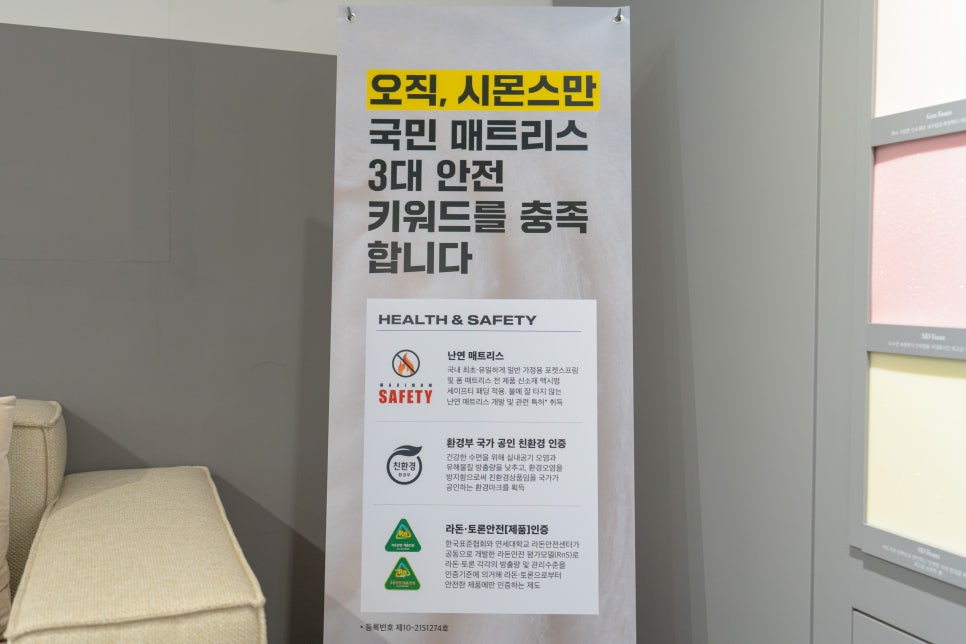 오직, 시몬스만
국민 매트리스
3대 안전
키워드를 충족
합니다
HEALTH & SAFETY
MAXIMUM
SAFETY
난연 매트리스
국내 최초·유일하게 일반 가정용 포켓스프링
및 폼 매트리스 전 제품 신소재 맥시멈
세이프티 패딩 적용. 불에 잘 타지 않는
난연 매트리스 개발 및 관련 특허* 취득
친환경
환경부
환경부 국가 공인 친환경 인증
건강한 수면을 위해 실내공기 오염과
유해물질 방출량을 낮추고, 환경오염을
방지함으로써 친환경상품임을 국가가
공인하는 환경마크를 획득
라돈·토론안전[제품]인증
한국표준협회와 연세대학교 라돈안전센터가
공동으로 개발한 라돈안전 평가모델(RnS)로
라돈·토론 각각의 방출량 및 관리수준을
인증기준에 의거해 라돈·토론으로부터
안전한 제품에만 인증하는 제도
* 등록번호 제10-2151274호
Gen Foam
MD Foam
SD Foam